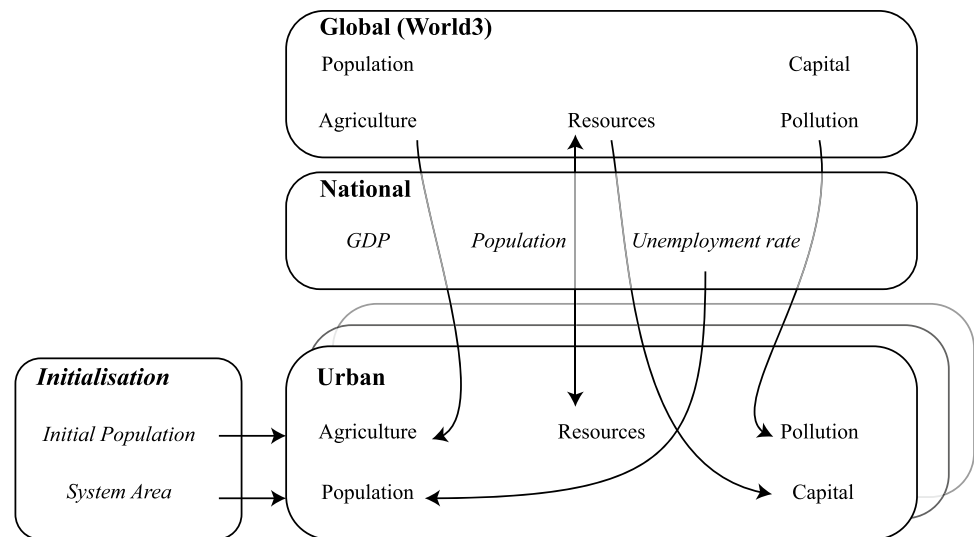 Global (World3)
Population Capital
Agriculture Resources Pollution
National
GDP Population Unemployment rate
Initialisation
Initial Population
System Area
Urban
Agriculture Resources Pollution
Population Capital